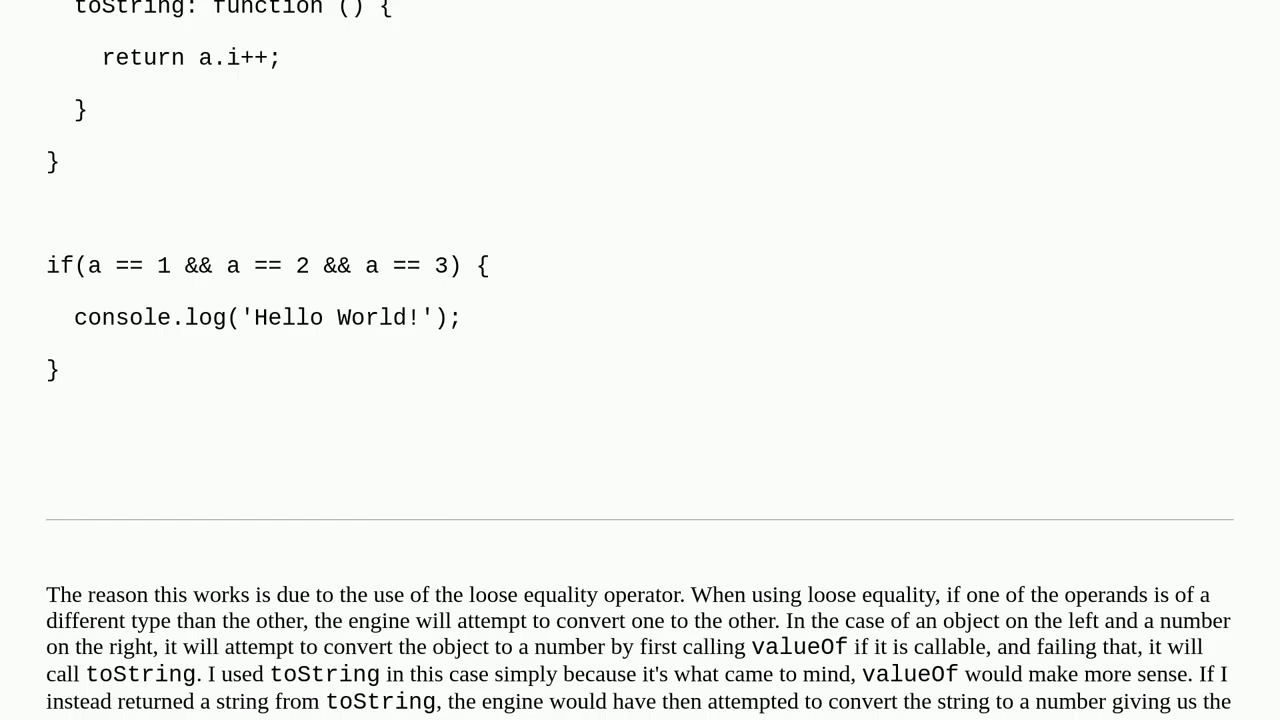 toString: function () {
return a.i++;
}
}
if(a == 1 && a == 2 && a == 3) {
console.log('Hello World!');
}
The reason this works is due to the use of the loose equality operator. When using loose equality, if one of the operands is of a
different type than the other, the engine will attempt to convert one to the other. In the case of an object on the left and a number
on the right, it will attempt to convert the object to a number by first calling valueOf if it is callable, and failing that, it will
call toString. I used toString in this case simply because it's what came to mind, valueOf would make more sense. If I
instead returned a string from toString, the engine would have then attempted to convert the string to a number giving us the